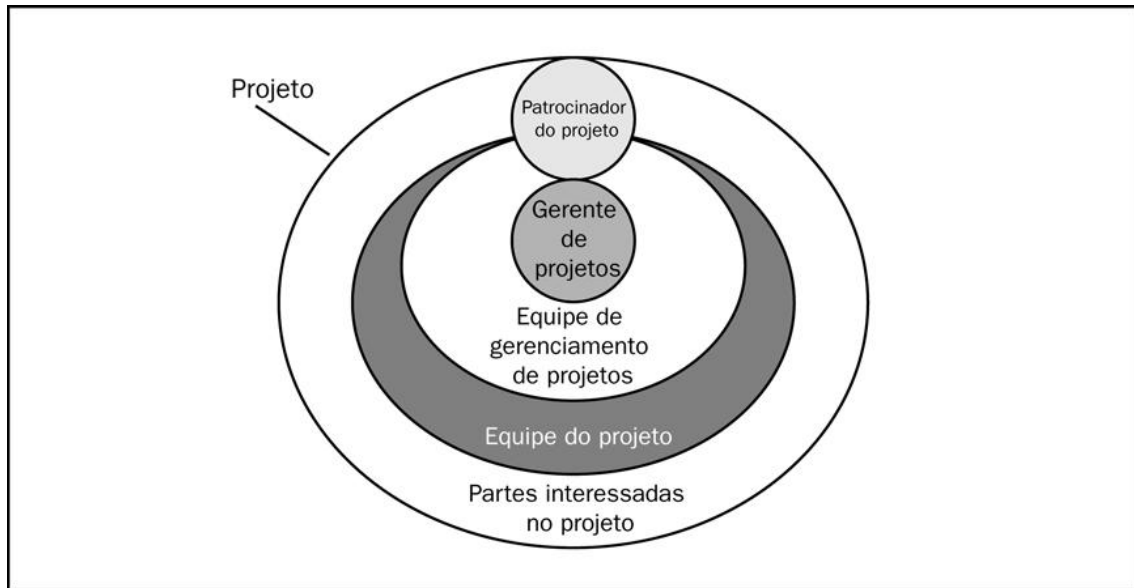 Projeto
Patrocinador
do projeto
Gerente
de
projetos
Equipe de
gerenciamento
de projetos
Equipe do projeto
Partes interessadas
no projeto